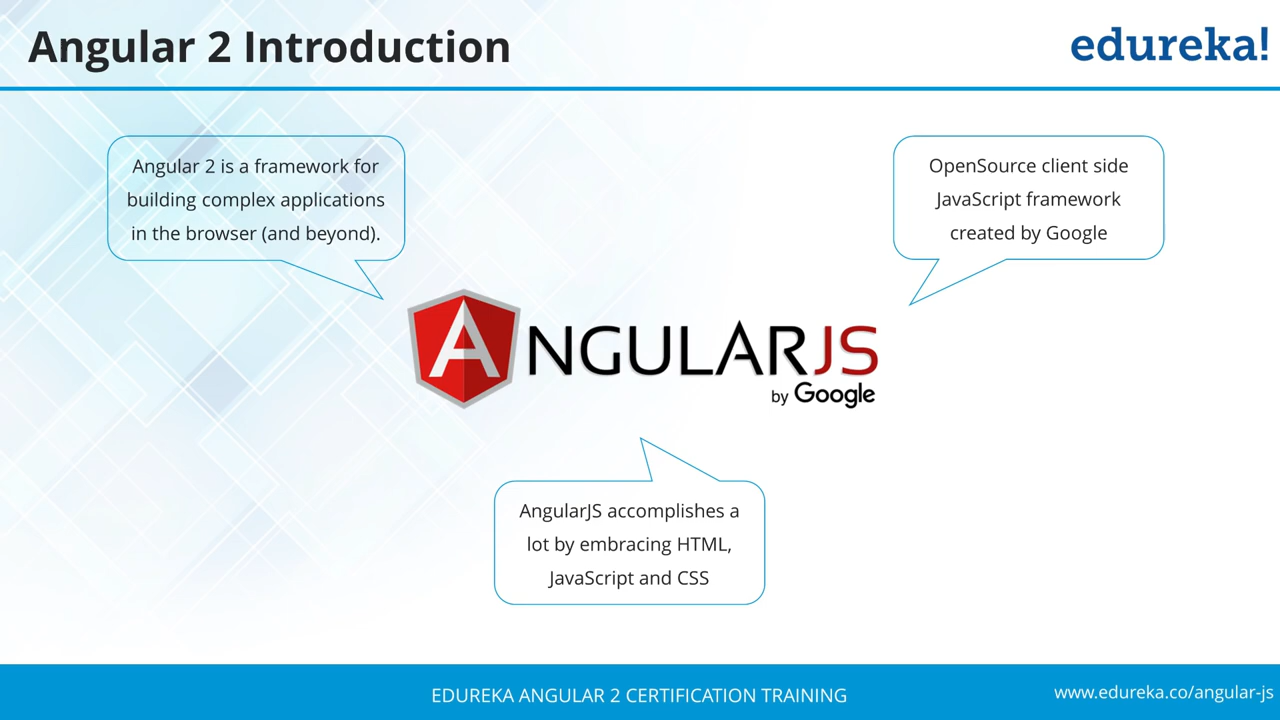 Angular 2 Introduction
edureka!
Angular 2 is a framework for
building complex applications
in the browser (and beyond).
OpenSource client side
JavaScript framework
created by Google
ANGULARJS
by Google
AngularJS accomplishes a
lot by embracing HTML,
JavaScript and CSS
EDUREKA ANGULAR 2 CERTIFICATION TRAINING
www.edureka.co/angular-js